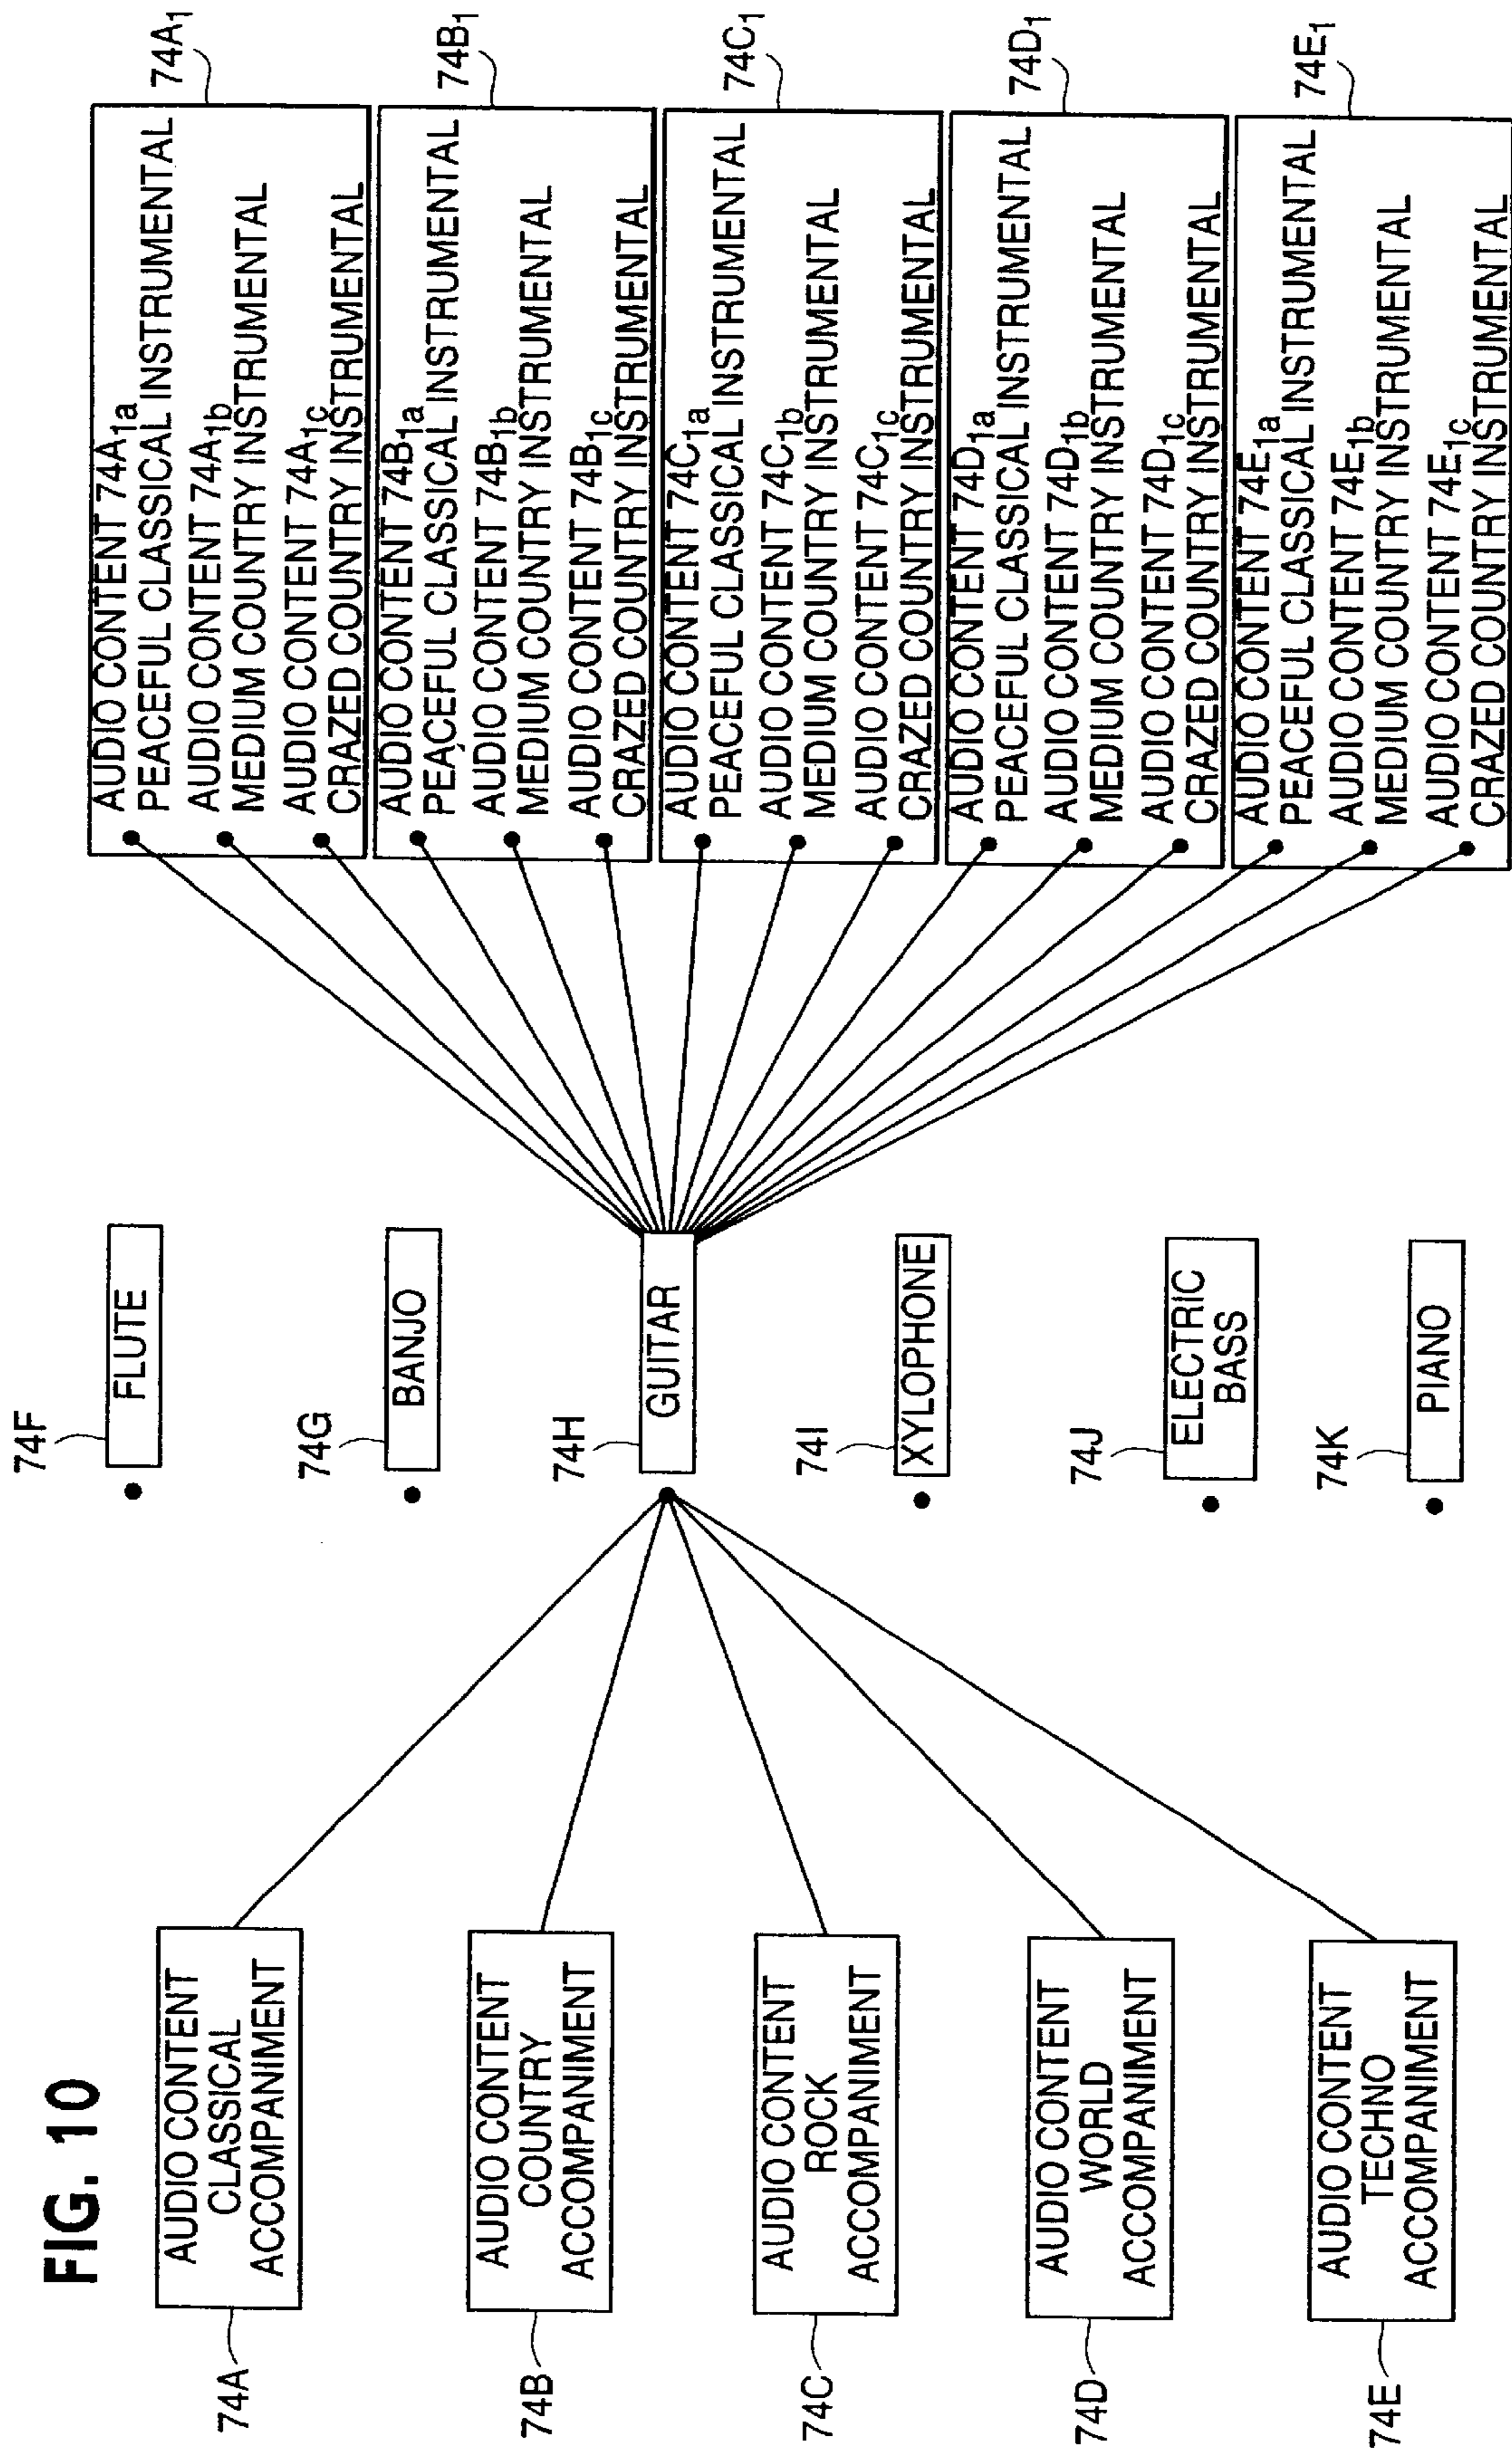 FIG. 10
74A
AUDIO CONTENT
CLASSICAL
ACCOMPANIMENT
74B
AUDIO CONTENT
COUNTRY
ACCOMPANIMENT
74C
AUDIO CONTENT
ROCK
ACCOMPANIMENT
74D
AUDIO CONTENT
WORLD
ACCOMPANIMENT
74E
AUDIO CONTENT
TECHNO
ACCOMPANIMENT
74F
FLUTE
74G
BANJO
74H
GUITAR
74I
XYLOPHONE
74J
ELECTRIC
BASS
74K
PIANO
74A₁
AUDIO CONTENT 74A₁ₐ
PEACEFUL CLASSICAL INSTRUMENTAL
AUDIO CONTENT 74A1b
MEDIUM COUNTRY INSTRUMENTAL
AUDIO CONTENT 74A1c
CRAZED COUNTRY INSTRUMENTAL
74B₁
AUDIO CONTENT 74B₁ₐ
PEACEFUL CLASSICAL INSTRUMENTAL
AUDIO CONTENT 74B1b
MEDIUM COUNTRY INSTRUMENTAL
AUDIO CONTENT 74B1c
CRAZED COUNTRY INSTRUMENTAL
74C₁
AUDIO CONTENT 74C₁ₐ
PEACEFUL CLASSICAL INSTRUMENTAL
AUDIO CONTENT 74C1b
MEDIUM COUNTRY INSTRUMENTAL
AUDIO CONTENT 74C1c
CRAZED COUNTRY INSTRUMENTAL
74D₁
AUDIO CONTENT 74D₁ₐ
PEACEFUL CLASSICAL INSTRUMENTAL
AUDIO CONTENT 74D1b
MEDIUM COUNTRY INSTRUMENTAL
AUDIO CONTENT 74D1c
CRAZED COUNTRY INSTRUMENTAL
74E₁
AUDIO CONTENT 74E₁ₐ
PEACEFUL CLASSICAL INSTRUMENTAL
AUDIO CONTENT 74E1b
MEDIUM COUNTRY INSTRUMENTAL
AUDIO CONTENT 74E1c
CRAZED COUNTRY INSTRUMENTAL